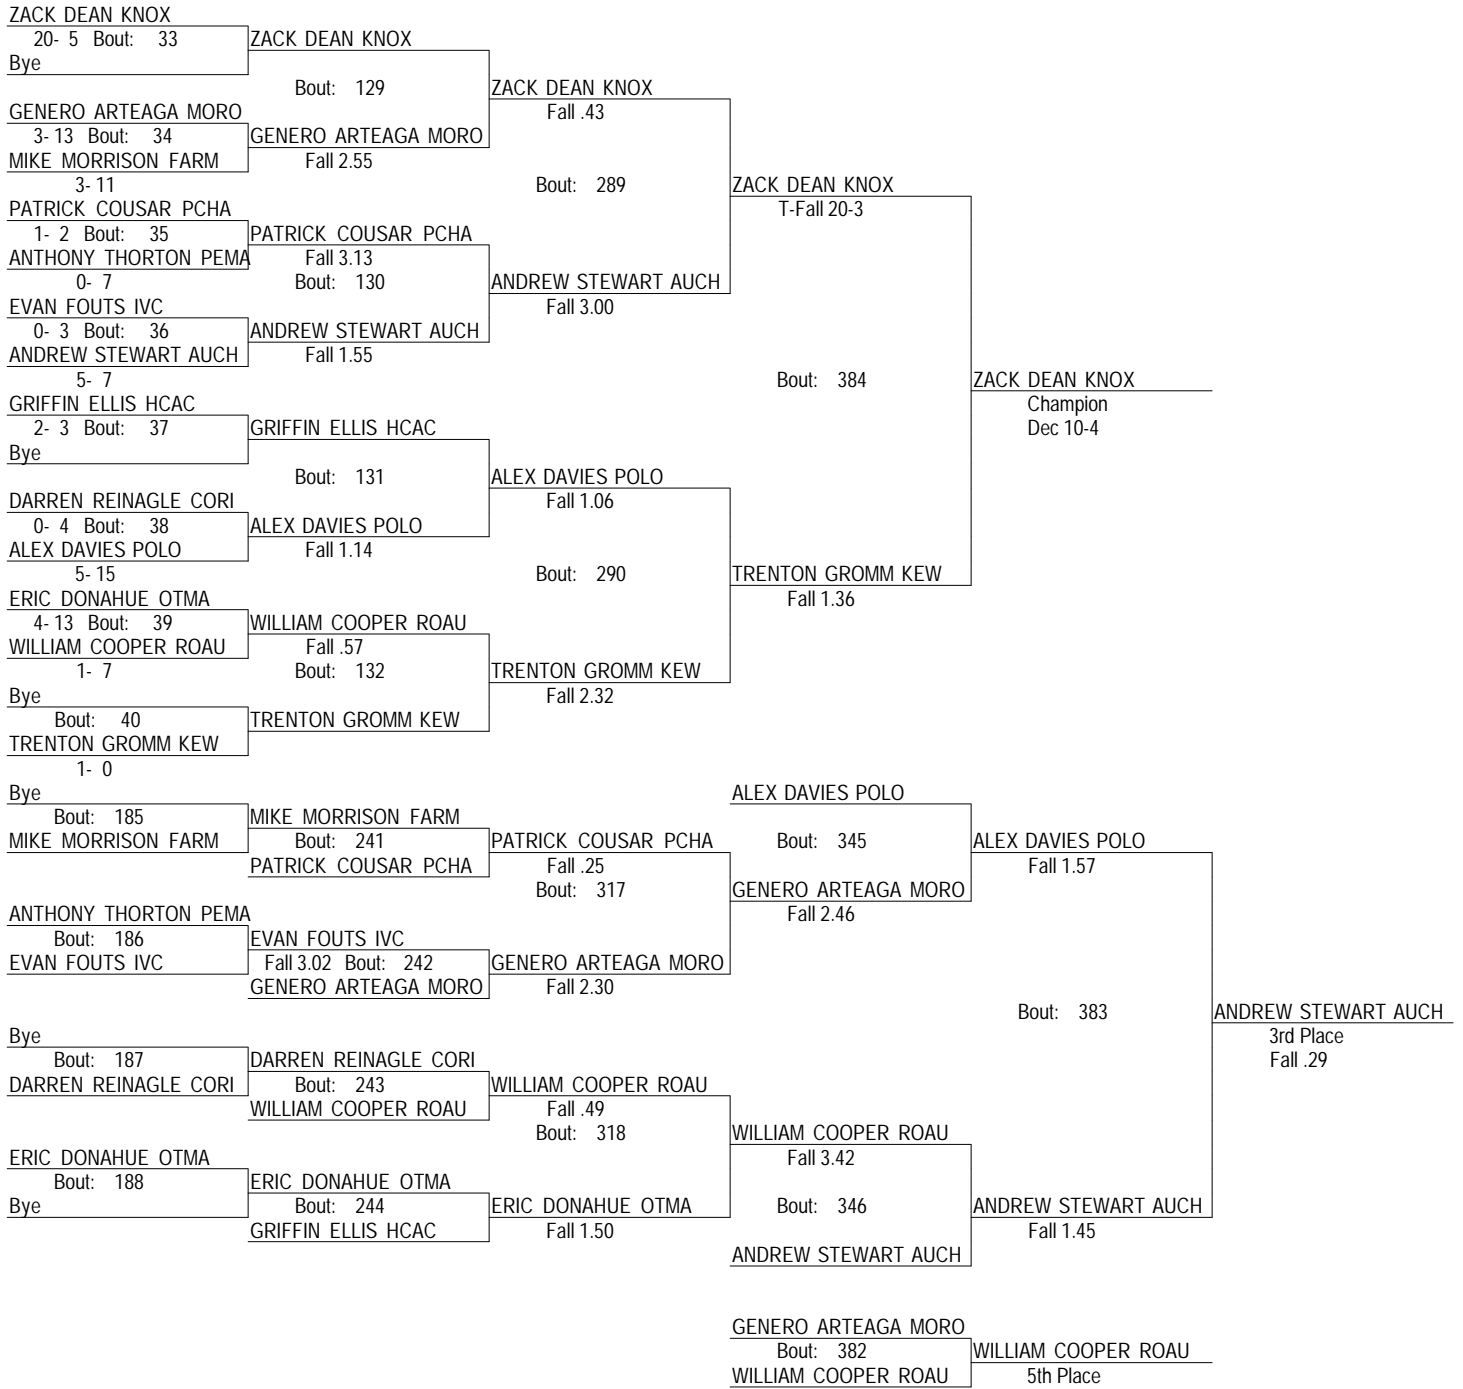 ZACK DEAN KNOX
20- 5 Bout: 33
ZACK DEAN KNOX
Bye
Bout: 129
ZACK DEAN KNOX
GENERO ARTEAGA MORO
Fall .43
3- 13 Bout: 34
GENERO ARTEAGA MORO
MIKE MORRISON FARM
Fall 2.55
3- 11
Bout: 289
ZACK DEAN KNOX
PATRICK COUSAR PCHA
T-Fall 20-3
1- 2 Bout: 35
PATRICK COUSAR PCHA
ANTHONY THORTON PEMA
Fall 3.13
0- 7
Bout: 130
ANDREW STEWART AUCH
EVAN FOUTS IVC
Fall 3.00
0- 3 Bout: 36
ANDREW STEWART AUCH
ANDREW STEWART AUCH
Fall 1.55
5- 7
Bout: 384
ZACK DEAN KNOX
GRIFFIN ELLIS HCAC
Champion
2- 3 Bout: 37
GRIFFIN ELLIS HCAC
Dec 10-4
Bye
Bout: 131
ALEX DAVIES POLO
DARREN REINAGLE CORI
Fall 1.06
0- 4 Bout: 38
ALEX DAVIES POLO
ALEX DAVIES POLO
Fall 1.14
5- 15
Bout: 290
TRENTON GROMM KEW
ERIC DONAHUE OTMA
Fall 1.36
4- 13 Bout: 39
WILLIAM COOPER ROAU
WILLIAM COOPER ROAU
Fall .57
1- 7
Bout: 132
TRENTON GROMM KEW
Bye
Fall 2.32
Bout: 40
TRENTON GROMM KEW
TRENTON GROMM KEW
1- 0
Bye
ALEX DAVIES POLO
Bout: 185
MIKE MORRISON FARM
MIKE MORRISON FARM
Bout: 241
PATRICK COUSAR PCHA
Bout: 345
ALEX DAVIES POLO
PATRICK COUSAR PCHA
Fall .25
Fall 1.57
Bout: 317
GENERO ARTEAGA MORO
ANTHONY THORTON PEMA
Fall 2.46
Bout: 186
EVAN FOUTS IVC
EVAN FOUTS IVC
Fall 3.02 Bout: 242
GENERO ARTEAGA MORO
GENERO ARTEAGA MORO
Fall 2.30
Bout: 383
ANDREW STEWART AUCH
Bye
3rd Place
Bout: 187
DARREN REINAGLE CORI
Fall .29
DARREN REINAGLE CORI
Bout: 243
WILLIAM COOPER ROAU
WILLIAM COOPER ROAU
Fall .49
Bout: 318
WILLIAM COOPER ROAU
ERIC DONAHUE OTMA
Fall 3.42
Bout: 188
ERIC DONAHUE OTMA
Bye
Bout: 244
ERIC DONAHUE OTMA
Bout: 346
ANDREW STEWART AUCH
GRIFFIN ELLIS HCAC
Fall 1.50
Fall 1.45
ANDREW STEWART AUCH
GENERO ARTEAGA MORO
Bout: 382
WILLIAM COOPER ROAU
WILLIAM COOPER ROAU
5th Place